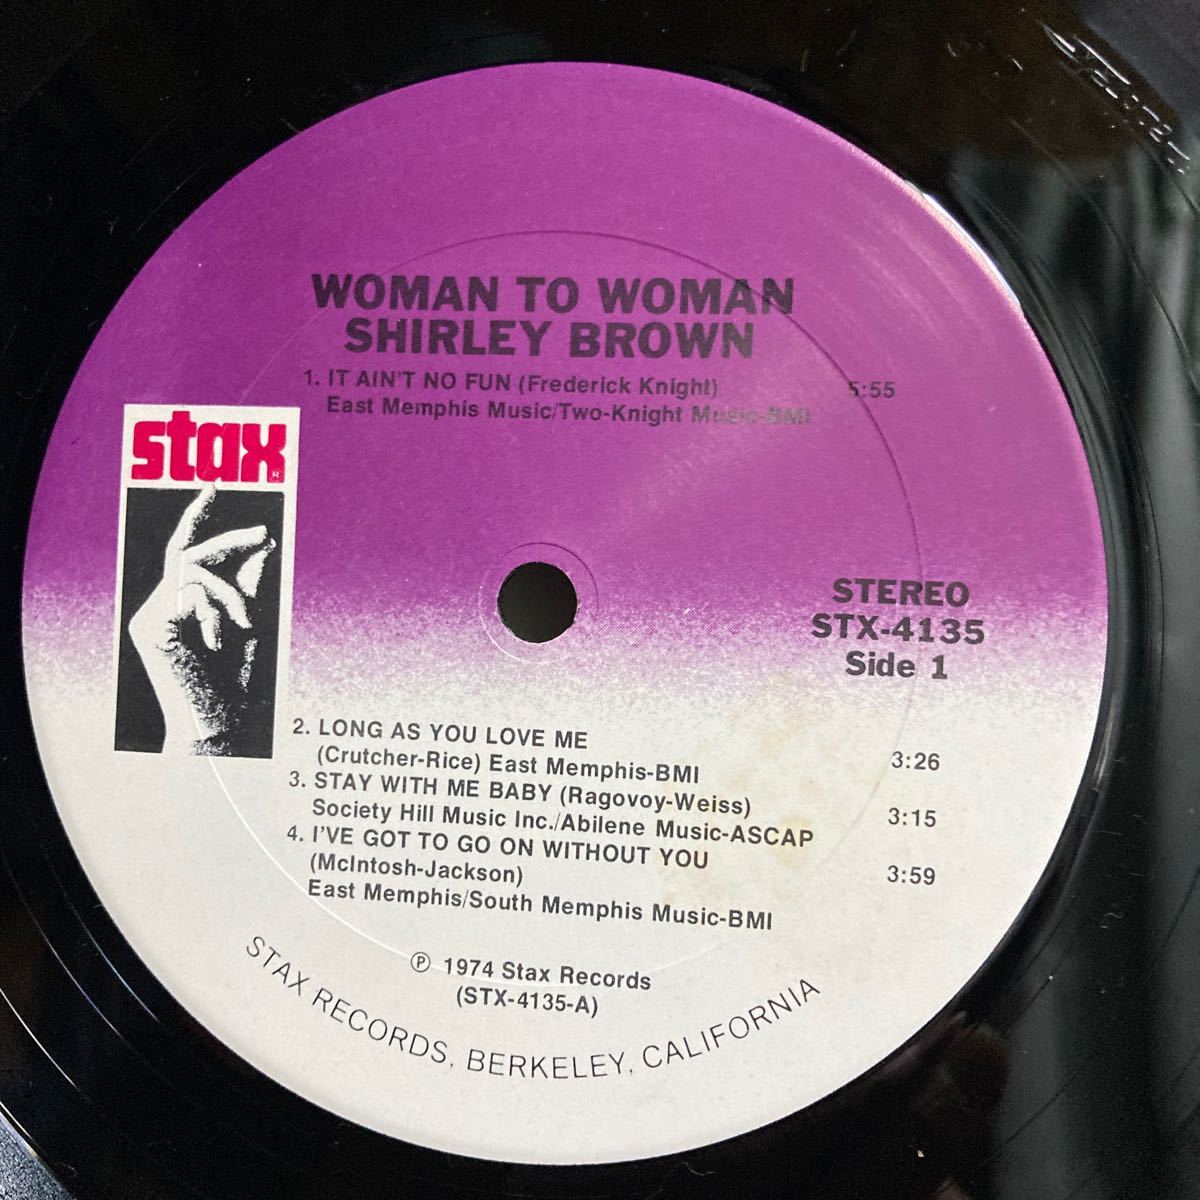 WOMAN TO WOMAN
SHIRLEY BROWN
1. IT AIN'T NO FUN (Frederick Knight) 5:55
East Memphis Music/Two-Knight Music-BMI
stax ®
STEREO
STX-4135
Side 1
2. LONG AS YOU LOVE ME
(Crutcher-Rice) East Memphis-BMI 3:26
3. STAY WITH ME BABY (Ragovoy-Weiss)
Society Hill Music Inc./Abilene Music-ASCAP 3:15
4. I'VE GOT TO GO ON WITHOUT YOU
(McIntosh-Jackson) 3:59
East Memphis/South Memphis Music-BMI
℗ 1974 Stax Records
(STX-4135-A)
STAX RECORDS, BERKELEY, CALIFORNIA